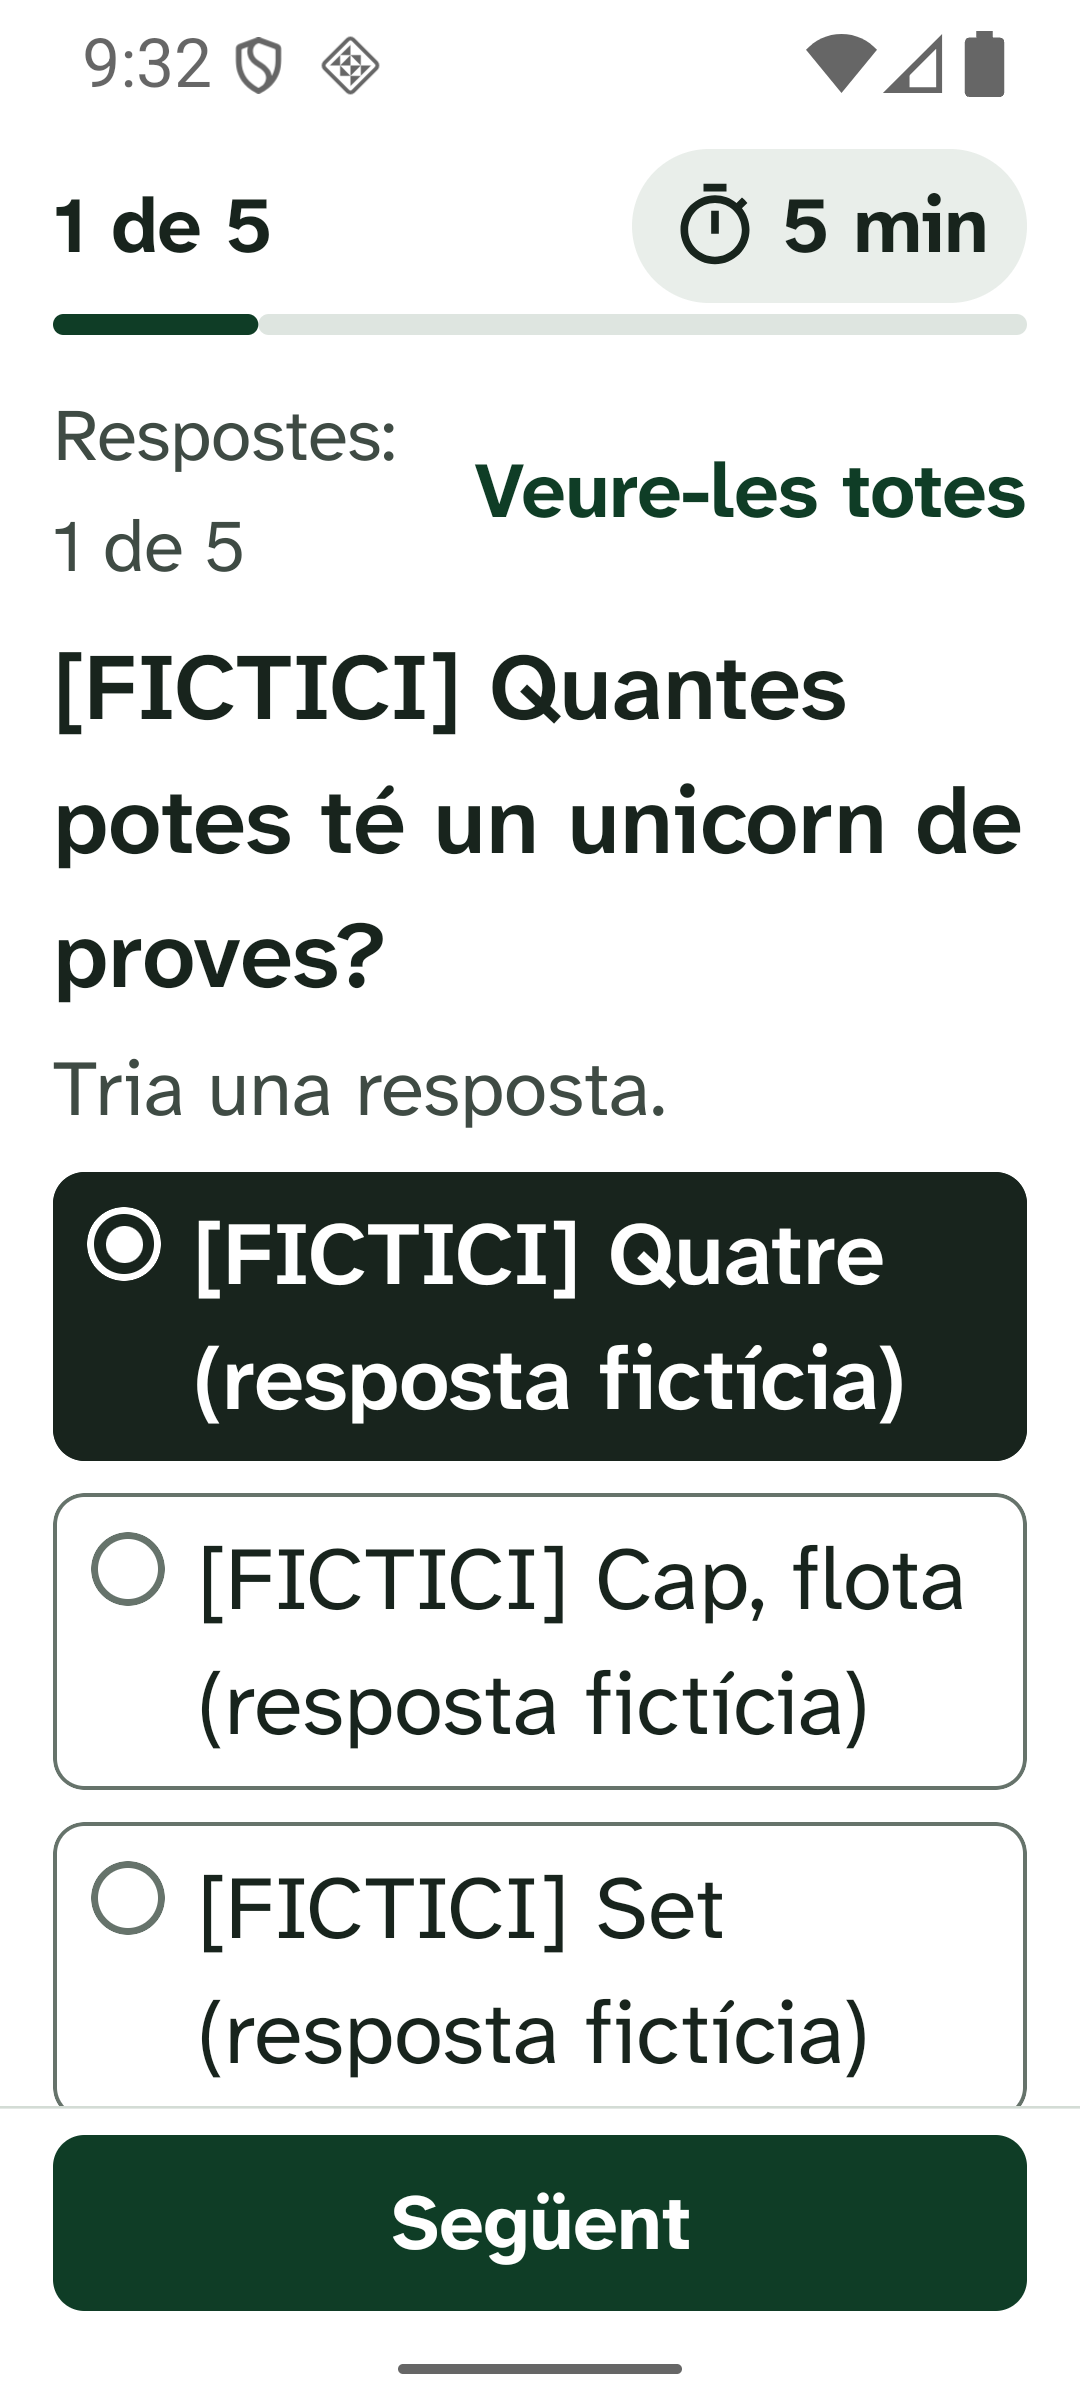 9:32
1 de 5
5 min
Respostes:
1 de 5
Veure-les totes
[FICTICI] Quantes
potes té un unicorn de
proves?
Tria una resposta.
[FICTICI] Quatre
(resposta fictícia)
[FICTICI] Cap, flota
(resposta fictícia)
[FICTICI] Set
(resposta fictícia)
Següent